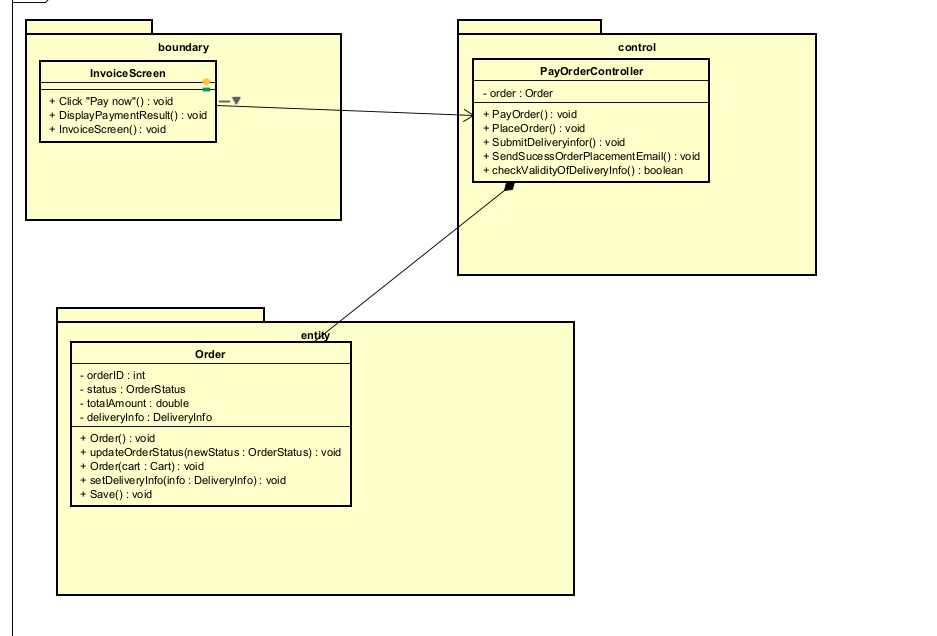 boundary
InvoiceScreen
+ Click "Pay now"() : void
+ DisplayPaymentResult() : void
+ InvoiceScreen() : void
control
PayOrderController
- order : Order
+ PayOrder() : void
+ PlaceOrder() : void
+ SubmitDeliveryinfor() : void
+ SendSucessOrderPlacementEmail() : void
+ checkValidityOfDeliveryInfo() : boolean
entity
Order
- orderID : int
- status : OrderStatus
- totalAmount : double
- deliveryInfo : DeliveryInfo
+ Order() : void
+ updateOrderStatus(newStatus : OrderStatus) : void
+ Order(cart : Cart) : void
+ setDeliveryInfo(info : DeliveryInfo) : void
+ Save() : void